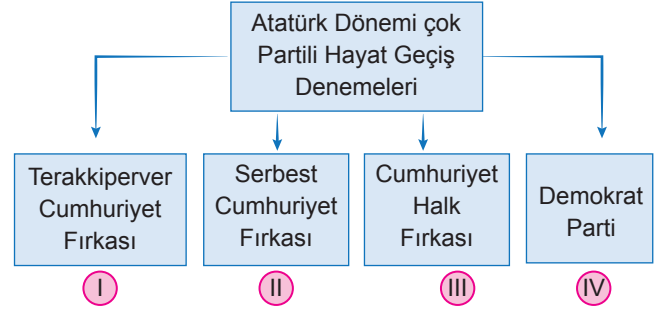 Atatürk Dönemi çok
Partili Hayat Geçiş
Denemeleri
Terakkiperver
Cumhuriyet
Fırkası
Serbest
Cumhuriyet
Fırkası
Cumhuriyet
Halk
Fırkası
Demokrat
Parti
I
II
III
IV